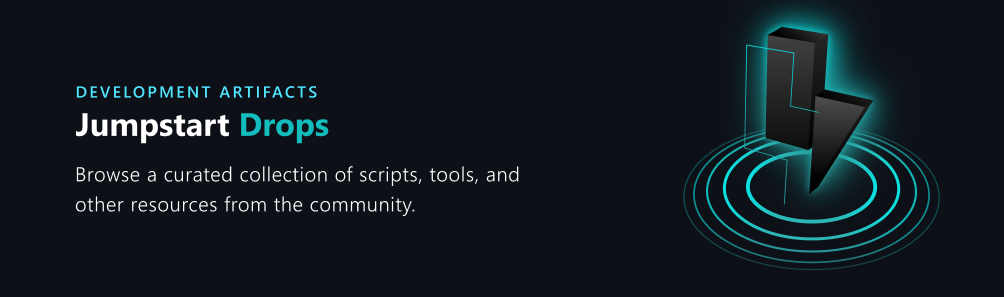 DEVELOPMENT ARTIFACTS
Jumpstart Drops
Browse a curated collection of scripts, tools, and
other resources from the community.